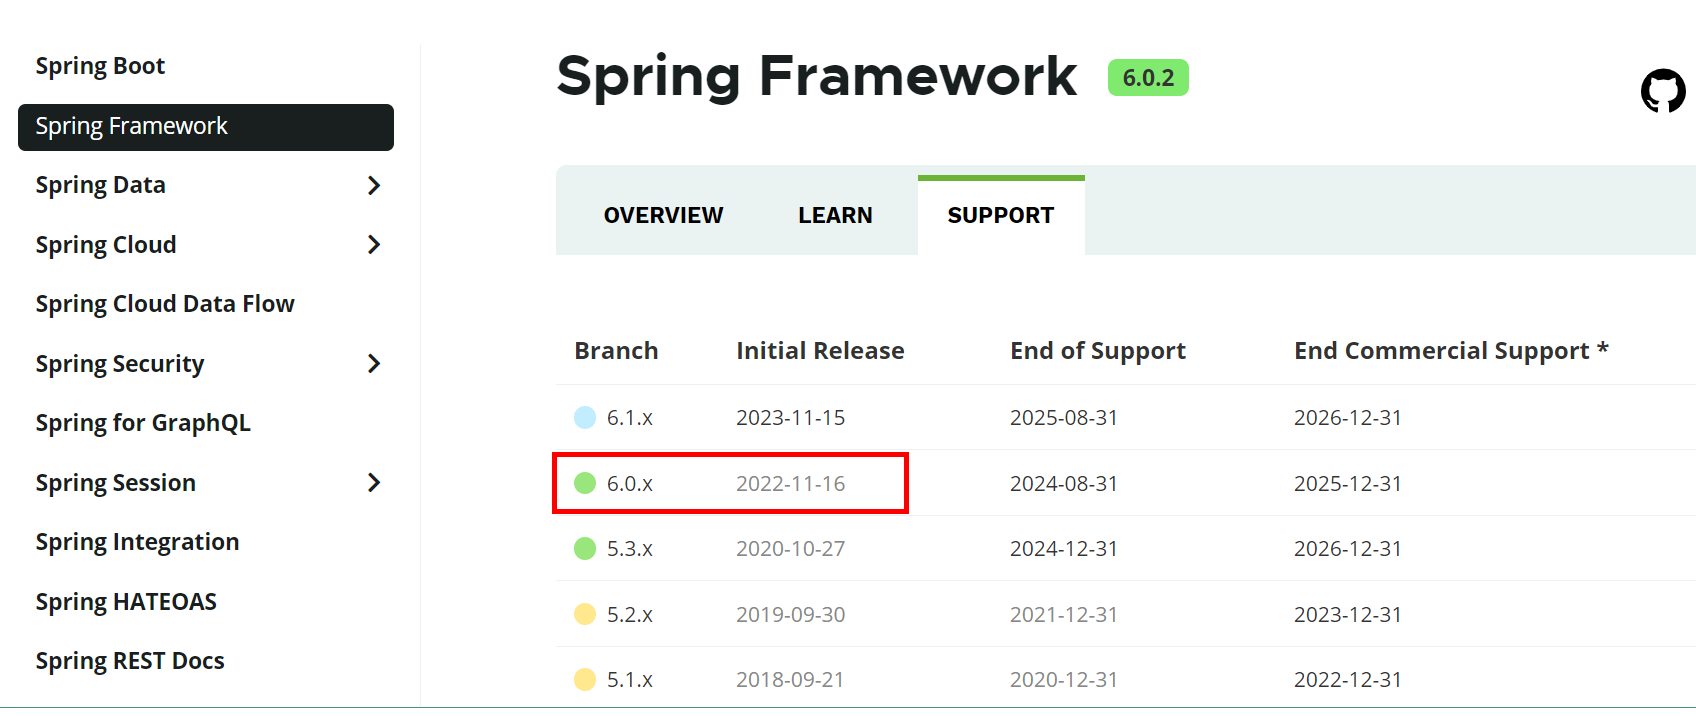 Spring Boot
Spring Framework
Spring Data
Spring Cloud
Spring Cloud Data Flow
Spring Security
Spring for GraphQL
Spring Session
Spring Integration
Spring HATEOAS
Spring REST Docs
Spring Framework 6.0.2
OVERVIEW LEARN SUPPORT
Branch Initial Release End of Support End Commercial Support *
6.1.x 2023-11-15 2025-08-31 2026-12-31
6.0.x 2022-11-16 2024-08-31 2025-12-31
5.3.x 2020-10-27 2024-12-31 2026-12-31
5.2.x 2019-09-30 2021-12-31 2023-12-31
5.1.x 2018-09-21 2020-12-31 2022-12-31